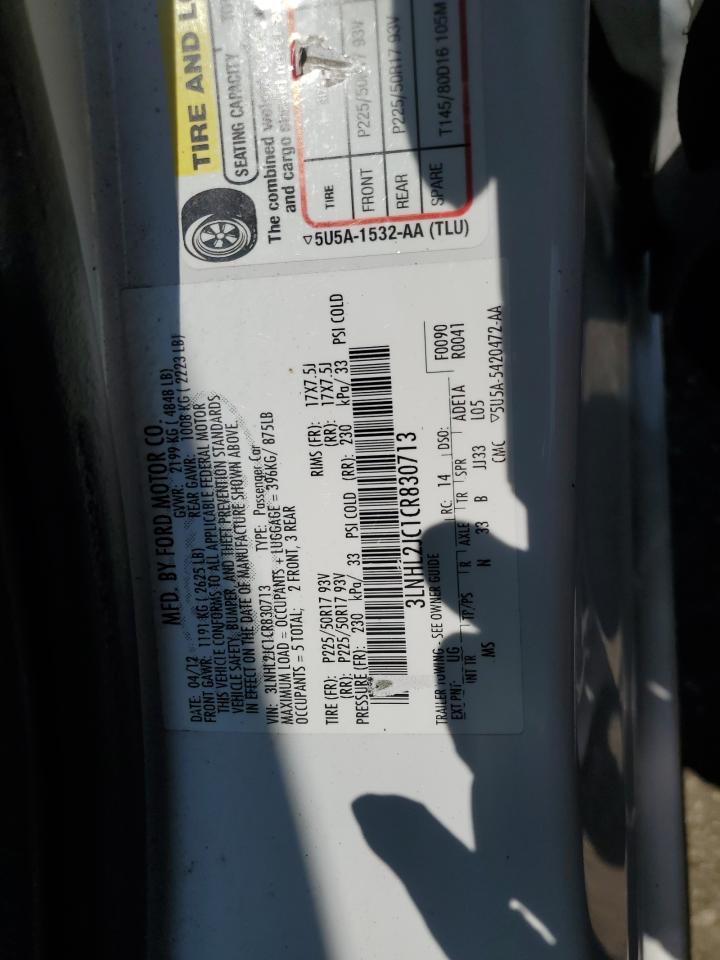 MFD. BY FORD MOTOR CO.
DATE: 04/12 GVWR: 2199 KG ( 4848 LB)
FRONT GAWR: 1191 KG ( 2625 LB) REAR GAWR: 1008 KG ( 2223 LB)
THIS VEHICLE CONFORMS TO ALL APPLICABLE FEDERAL MOTOR
VEHICLE SAFETY, BUMPER, AND THEFT PREVENTION STANDARDS
IN EFFECT ON THE DATE OF MANUFACTURE SHOWN ABOVE.
VIN: 3LNHL2JC1CR830713 TYPE: Passenger Car
MAXIMUM LOAD = OCCUPANTS + LUGGAGE = 396KG/ 875LB
OCCUPANTS = 5 TOTAL; 2 FRONT, 3 REAR
TIRE (FR): P225/50R17 93V RIMS (FR): 17X7.5J
(RR): P225/50R17 93V (RR): 17X7.5J
PRESSURE(FR): 230 kPa/ 33 PSI COLD (RR): 230 kPa/ 33 PSI COLD
3LNHL2JC1CR830713
F0090
R0041
TRAILER TOWING - SEE OWNER GUIDE RC: 14 DSO:
EXT PNT: UG TP/PS R AXLE TR SPR ADE1A
INT TR N 33 B JJ33 L05
MS CMC ▽5U5A-5420472-AA
TIRE AND L
SEATING CAPACITY TO
The combined we
and cargo sh
TIRE
FRONT P225/50 93V
REAR P225/50R17 93V
SPARE T145/80D16 105M
▽5U5A-1532-AA (TLU)